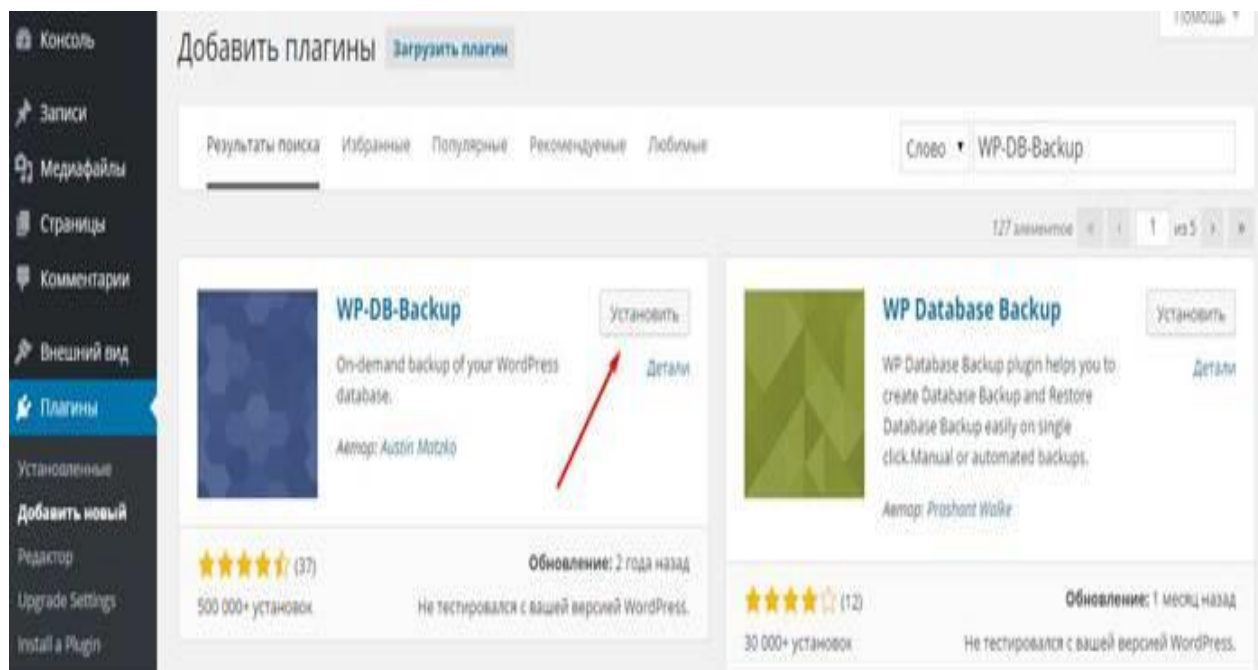 Помощь
Консоль
Записи
Медиафайлы
Страницы
Комментарии
Внешний вид
Плагины
Установленные
Добавить новый
Редактор
Upgrade Settings
Install a Plugin
Добавить плагины Загрузить плагин
Результаты поиска Избранные Популярные Рекомендуемые Любимые
Слово WP-DB-Backup
127 элементов « ‹ 1 из 5 › »
WP-DB-Backup
Установить
On-demand backup of your WordPress
Детали
database.
Автор: Austin Matzko
(37)
Обновление: 2 года назад
500 000+ установок
Не тестировался с вашей версией WordPress.
WP Database Backup
Установить
WP Database Backup plugin helps you to
Детали
create Database Backup and Restore
Database Backup easily on single
click.Manual or automated backups.
Автор: Prashant Walke
(12)
Обновление: 1 месяц назад
30 000+ установок
Не тестировался с вашей версией WordPress.